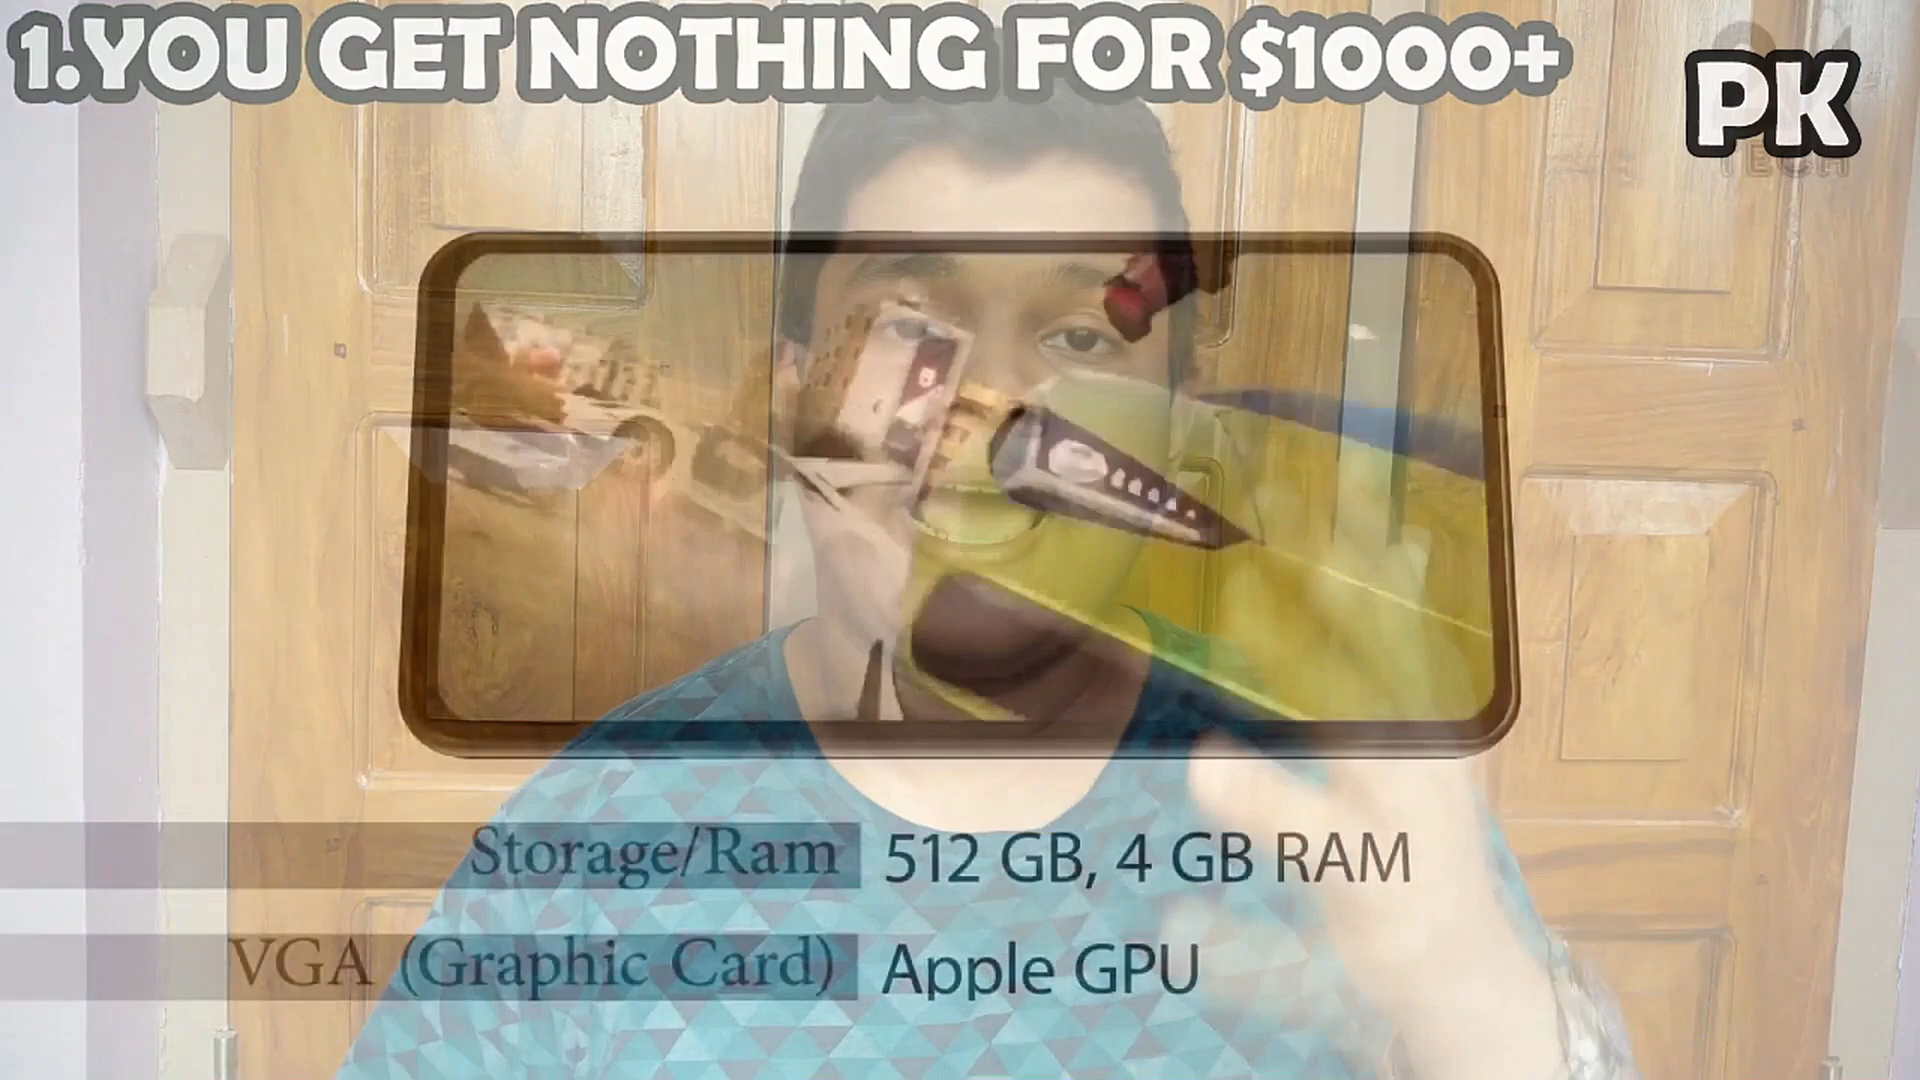 1.YOU GET NOTHING FOR $1000+
PK
TECH
Storage/Ram 512 GB, 4 GB RAM
VGA (Graphic Card) Apple GPU